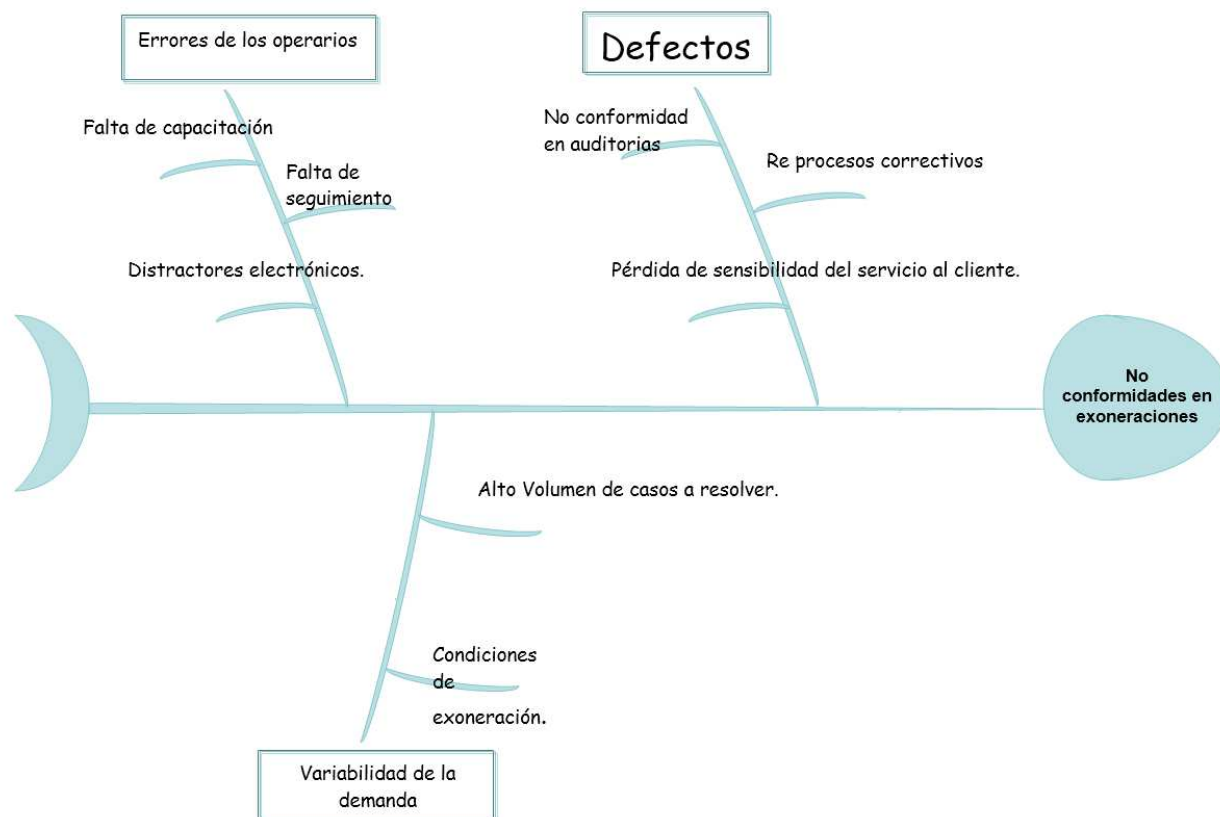 Errores de los operarios
Defectos
Falta de capacitación
Falta de
seguimiento
Distractores electrónicos.
No conformidad
en auditorias
Re procesos correctivos
Pérdida de sensibilidad del servicio al cliente.
No
conformidades en
exoneraciones
Alto Volumen de casos a resolver.
Condiciones
de
exoneración.
Variabilidad de la
demanda